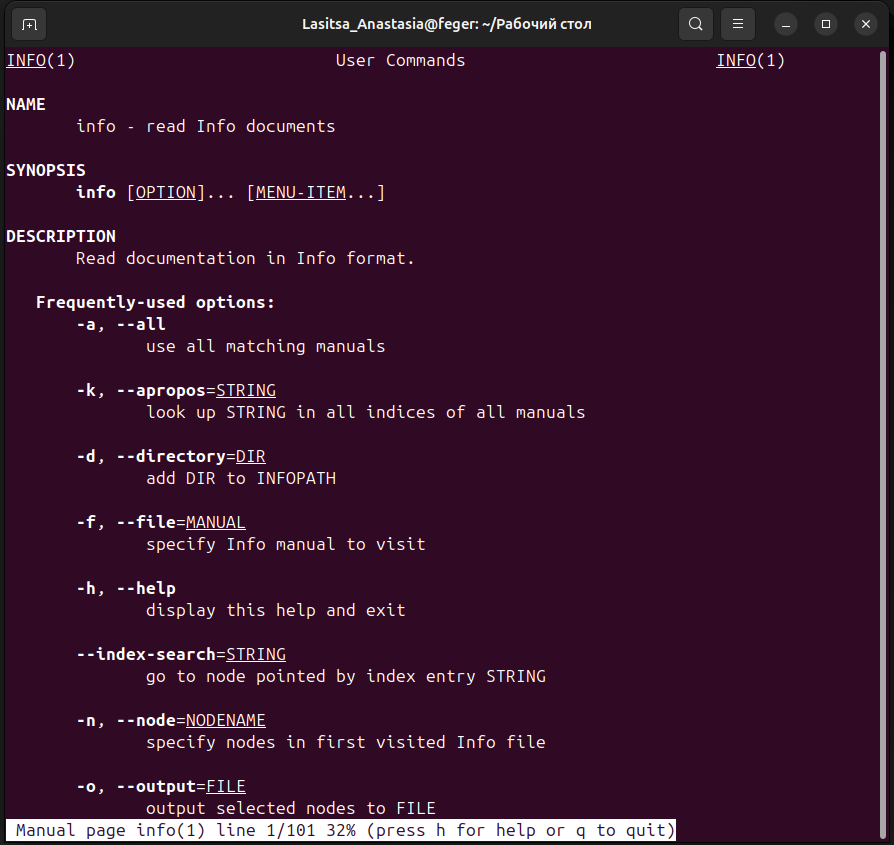 Lasitsa_Anastasia@feger: ~/Рабочий стол
INFO(1) User Commands INFO(1)
NAME
info - read Info documents
SYNOPSIS
info [OPTION]... [MENU-ITEM...]
DESCRIPTION
Read documentation in Info format.
Frequently-used options:
-a, --all
use all matching manuals
-k, --apropos=STRING
look up STRING in all indices of all manuals
-d, --directory=DIR
add DIR to INFOPATH
-f, --file=MANUAL
specify Info manual to visit
-h, --help
display this help and exit
--index-search=STRING
go to node pointed by index entry STRING
-n, --node=NODENAME
specify nodes in first visited Info file
-o, --output=FILE
output selected nodes to FILE
Manual page info(1) line 1/101 32% (press h for help or q to quit)